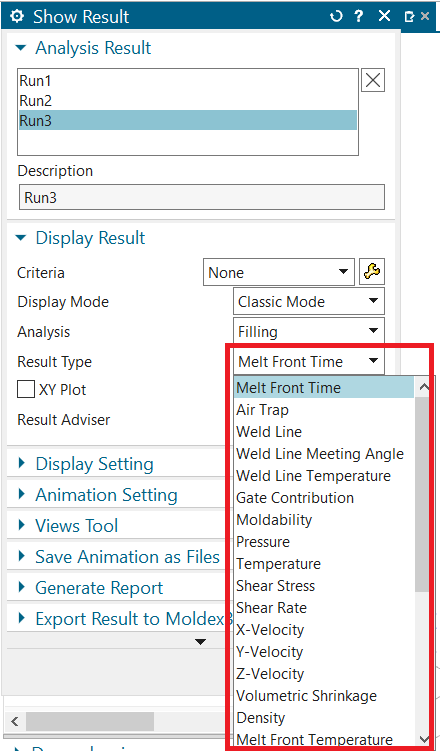 Show Result
Analysis Result
Run1
Run2
Run3
Description
Run3
Display Result
Criteria None
Display Mode Classic Mode
Analysis Filling
Result Type Melt Front Time
XY Plot
Result Adviser
Melt Front Time
Air Trap
Weld Line
Weld Line Meeting Angle
Weld Line Temperature
Gate Contribution
Moldability
Pressure
Temperature
Shear Stress
Shear Rate
X-Velocity
Y-Velocity
Z-Velocity
Volumetric Shrinkage
Density
Melt Front Temperature
Display Setting
Animation Setting
Views Tool
Save Animation as Files
Generate Report
Export Result to Moldex3